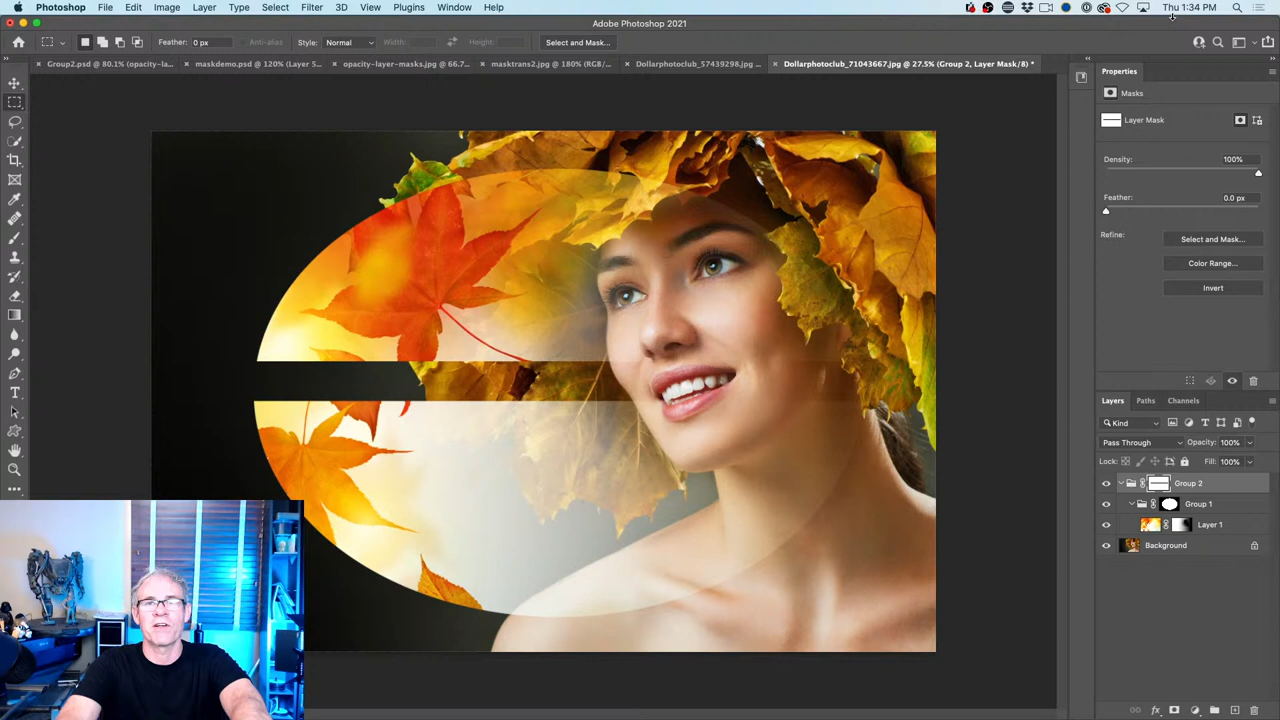 Photoshop File Edit Image Layer Type Select Filter 3D View Plugins Window Help Thu 1:34 PM
Adobe Photoshop 2021
Feather: 0 px Anti-alias Style: Normal Width: Height: Select and Mask...
Group2.psd @ 80.1% (opacity-la... maskdemo.psd @ 120% (Layer 5... opacity-layer-masks.jpg @ 66.7... masktrans2.jpg @ 180% (RGB/... Dollarphotoclub_57439298.jpg ... Dollarphotoclub_71043667.jpg @ 27.5% (Group 2, Layer Mask/8) *
Properties
Masks
Layer Mask
Density: 100%
Feather: 0.0 px
Refine: Select and Mask...
Color Range...
Invert
Layers Paths Channels
Kind
Pass Through Opacity: 100%
Lock: Fill: 100%
Group 2
Group 1
Layer 1
Background
fx